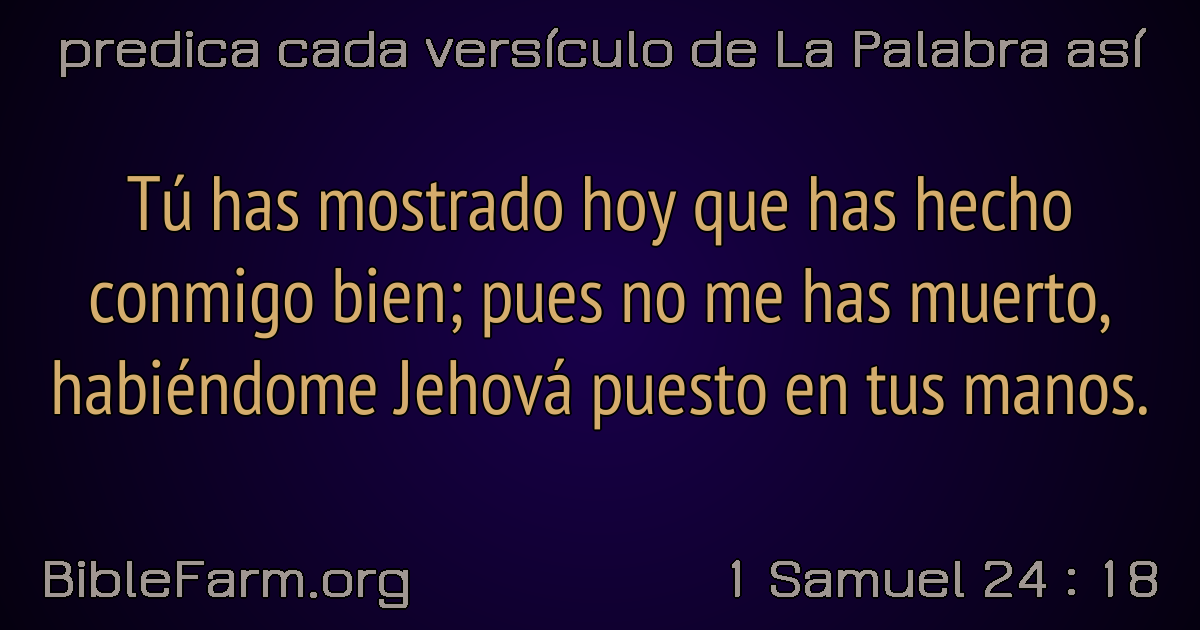 predica cada versículo de La Palabra así
Tú has mostrado hoy que has hecho
conmigo bien; pues no me has muerto,
habiéndome Jehová puesto en tus manos.
BibleFarm.org
1 Samuel 24 : 18